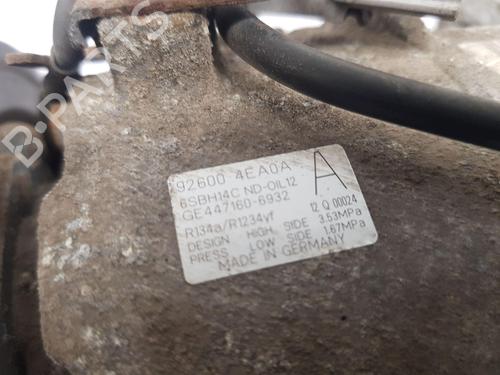 B-PARTS
92600 4EA0A
A
6SBH14C ND-OIL12
GE447160-6932
R134a/R1234yf 12 Q 00024
DESIGN HIGH SIDE 3.53MPa
PRESS LOW SIDE 1.67MPa
MADE IN GERMANY